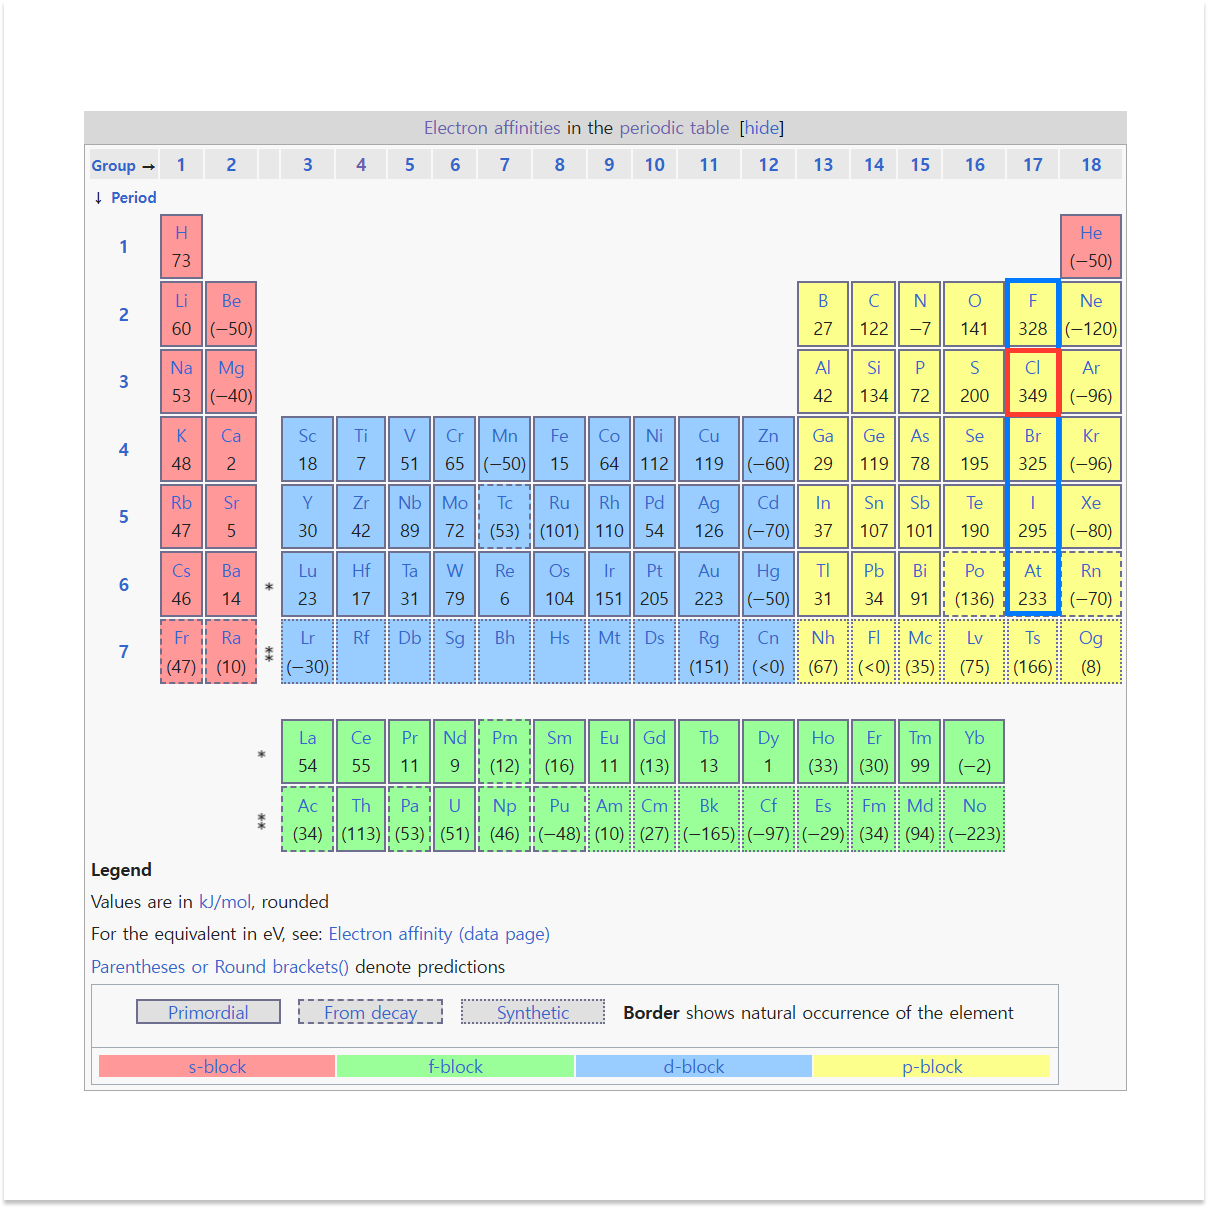 Electron affinities in the periodic table [hide]
Group → 1 2 3 4 5 6 7 8 9 10 11 12 13 14 15 16 17 18
↓ Period
1 H He
73 (−50)
2 Li Be B C N O F Ne
60 (−50) 27 122 −7 141 328 (−120)
3 Na Mg Al Si P S Cl Ar
53 (−40) 42 134 72 200 349 (−96)
4 K Ca Sc Ti V Cr Mn Fe Co Ni Cu Zn Ga Ge As Se Br Kr
48 2 18 7 51 65 (−50) 15 64 112 119 (−60) 29 119 78 195 325 (−96)
5 Rb Sr Y Zr Nb Mo Tc Ru Rh Pd Ag Cd In Sn Sb Te I Xe
47 5 30 42 89 72 (53) (101) 110 54 126 (−70) 37 107 101 190 295 (−80)
6 Cs Ba * Lu Hf Ta W Re Os Ir Pt Au Hg Tl Pb Bi Po At Rn
46 14 23 17 31 79 6 104 151 205 223 (−50) 31 34 91 (136) 233 (−70)
7 Fr Ra ⁑ Lr Rf Db Sg Bh Hs Mt Ds Rg Cn Nh Fl Mc Lv Ts Og
(47) (10) (−30) (151) (<0) (67) (<0) (35) (75) (166) (8)
* La Ce Pr Nd Pm Sm Eu Gd Tb Dy Ho Er Tm Yb
54 55 11 9 (12) (16) 11 (13) 13 1 (33) (30) 99 (−2)
⁑ Ac Th Pa U Np Pu Am Cm Bk Cf Es Fm Md No
(34) (113) (53) (51) (46) (−48) (10) (27) (−165) (−97) (−29) (34) (94) (−223)
Legend
Values are in kJ/mol, rounded
For the equivalent in eV, see: Electron affinity (data page)
Parentheses or Round brackets() denote predictions
Primordial From decay Synthetic Border shows natural occurrence of the element
s-block f-block d-block p-block